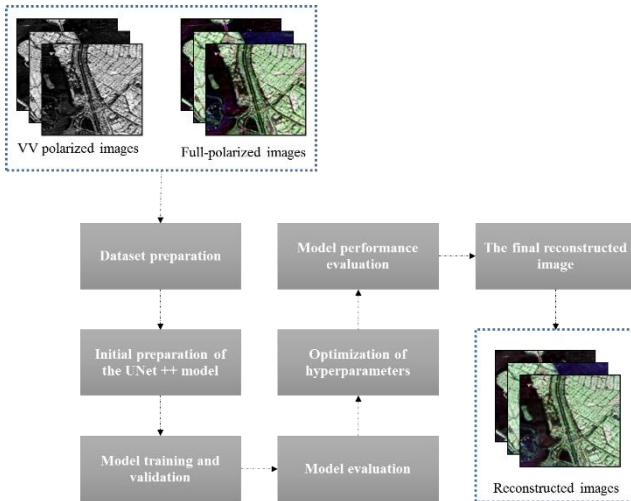 VV polarized images
Full-polarized images
Dataset preparation
Initial preparation of
the UNet ++ model
Model training and
validation
Model evaluation
Optimization of
hyperparameters
Model performance
evaluation
The final reconstructed
image
Reconstructed images